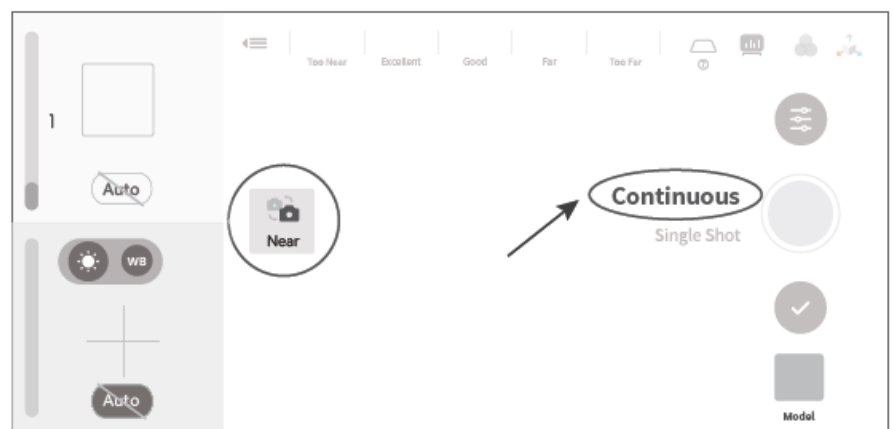 Too Near Excellent Good Far Too Far
?
1
Auto
Near
Continuous
Single Shot
WB
Auto
Model